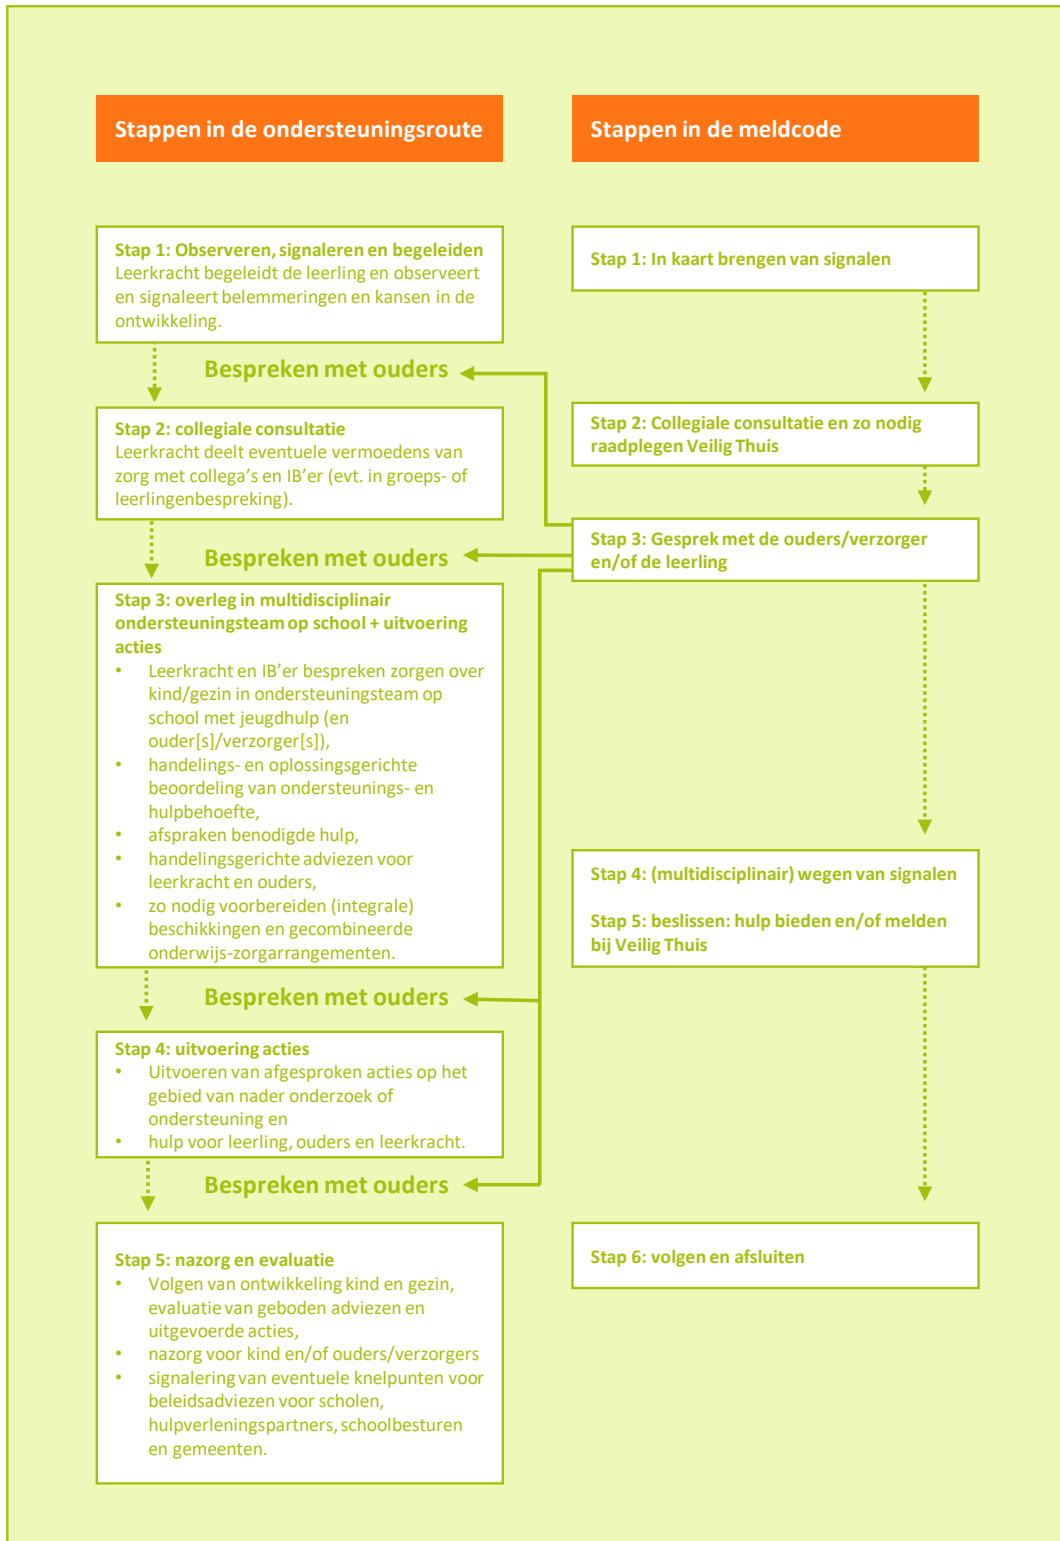 Stappen in de ondersteuningsroute
Stap 1: Observeren, signaleren en begeleiden
Leerkracht begeleidt de leerling en observeert
en signaleert belemmeringen en kansen in de
ontwikkeling.
Bespreken met ouders
Stap 2: collegiale consultatie
Leerkracht deelt eventuele vermoedens van
zorg met collega’s en IB’er (evt. in groeps- of
leerlingenbespreking).
Bespreken met ouders
Stap 3: overleg in multidisciplinair
ondersteuningsteam op school + uitvoering
acties
• Leerkracht en IB’er bespreken zorgen over
kind/gezin in ondersteuningsteam op
school met jeugdhulp (en
ouder[s]/verzorger[s]),
• handelings- en oplossingsgerichte
beoordeling van ondersteunings- en
hulpbehoefte,
• afspraken benodigde hulp,
• handelingsgerichte adviezen voor
leerkracht en ouders,
• zo nodig voorbereiden (integrale)
beschikkingen en gecombineerde
onderwijs-zorgarrangementen.
Bespreken met ouders
Stap 4: uitvoering acties
• Uitvoeren van afgesproken acties op het
gebied van nader onderzoek of
ondersteuning en
• hulp voor leerling, ouders en leerkracht.
Bespreken met ouders
Stap 5: nazorg en evaluatie
• Volgen van ontwikkeling kind en gezin,
evaluatie van geboden adviezen en
uitgevoerde acties,
• nazorg voor kind en/of ouders/verzorgers
• signalering van eventuele knelpunten voor
beleidsadviezen voor scholen,
hulpverleningspartners, schoolbesturen
en gemeenten.
Stappen in de meldcode
Stap 1: In kaart brengen van signalen
Stap 2: Collegiale consultatie en zo nodig
raadplegen Veilig Thuis
Stap 3: Gesprek met de ouders/verzorger
en/of de leerling
Stap 4: (multidisciplinair) wegen van signalen
Stap 5: beslissen: hulp bieden en/of melden
bij Veilig Thuis
Stap 6: volgen en afsluiten